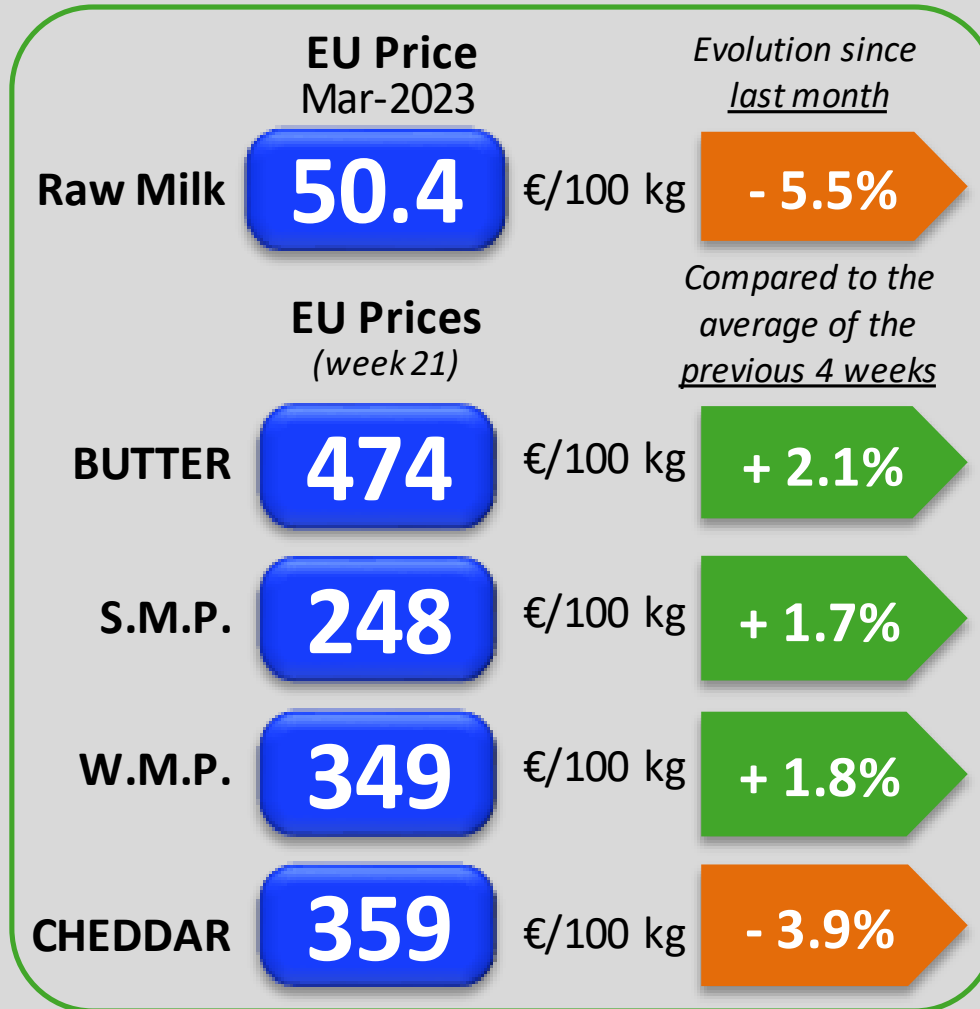 EU Price
Mar-2023
Evolution since
last month
Raw Milk 50.4 €/100 kg - 5.5%
EU Prices
(week 21)
Compared to the
average of the
previous 4 weeks
BUTTER 474 €/100 kg + 2.1%
S.M.P. 248 €/100 kg + 1.7%
W.M.P. 349 €/100 kg + 1.8%
CHEDDAR 359 €/100 kg - 3.9%